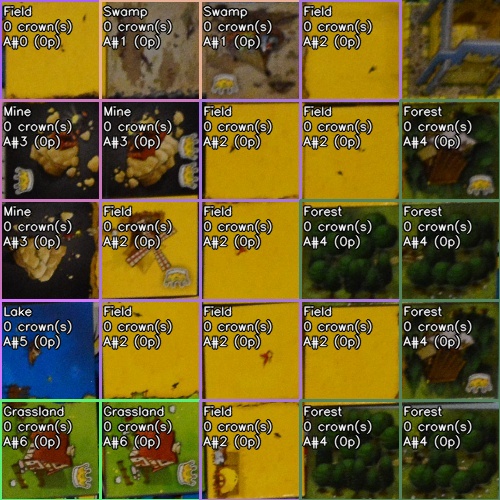 Field
0 crown(s)
A#0 (0p)
Swamp
0 crown(s)
A#1 (0p)
Swamp
0 crown(s)
A#1 (0p)
Field
0 crown(s)
A#2 (0p)
Mine
0 crown(s)
A#3 (0p)
Mine
0 crown(s)
A#3 (0p)
Field
0 crown(s)
A#2 (0p)
Field
0 crown(s)
A#2 (0p)
Forest
0 crown(s)
A#4 (0p)
Mine
0 crown(s)
A#3 (0p)
Field
0 crown(s)
A#2 (0p)
Field
0 crown(s)
A#2 (0p)
Forest
0 crown(s)
A#4 (0p)
Forest
0 crown(s)
A#4 (0p)
Lake
0 crown(s)
A#5 (0p)
Field
0 crown(s)
A#2 (0p)
Field
0 crown(s)
A#2 (0p)
Field
0 crown(s)
A#2 (0p)
Forest
0 crown(s)
A#4 (0p)
Grassland
0 crown(s)
A#6 (0p)
Grassland
0 crown(s)
A#6 (0p)
Field
0 crown(s)
A#2 (0p)
Forest
0 crown(s)
A#4 (0p)
Forest
0 crown(s)
A#4 (0p)